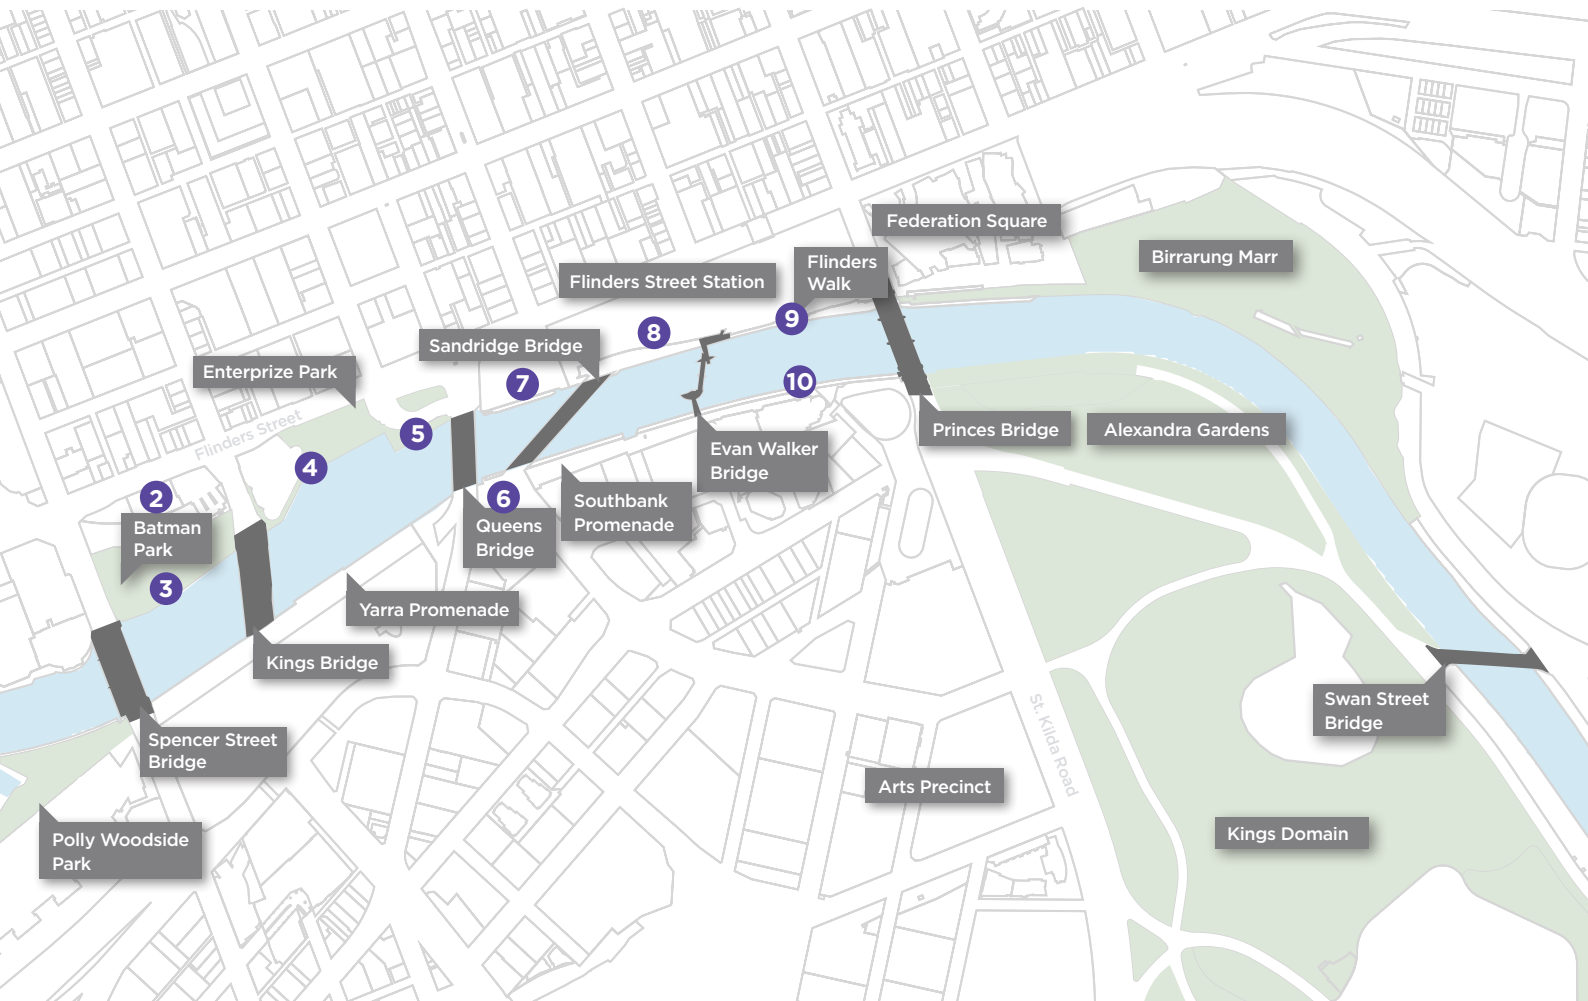 Federation Square
Birrarung Marr
Flinders
Walk
Flinders Street Station
9
8
Sandridge Bridge
Enterprize Park
7
10
Flinders Street
5
Princes Bridge
Alexandra Gardens
Evan Walker
Bridge
4
2
6
Southbank
Promenade
Queens
Bridge
Batman
Park
3
Yarra Promenade
Kings Bridge
Swan Street
Bridge
St. Kilda Road
Spencer Street
Bridge
Arts Precinct
Kings Domain
Polly Woodside
Park